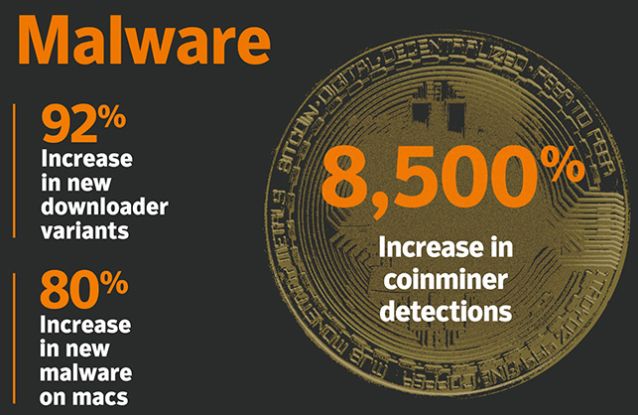 Malware
92%
Increase
in new
downloader
variants
80%
Increase
in new
malware
on macs
8,500%
Increase in
coinminer
detections
BITCOIN · DIGITAL · DECENTRALIZED · PEER TO PEER